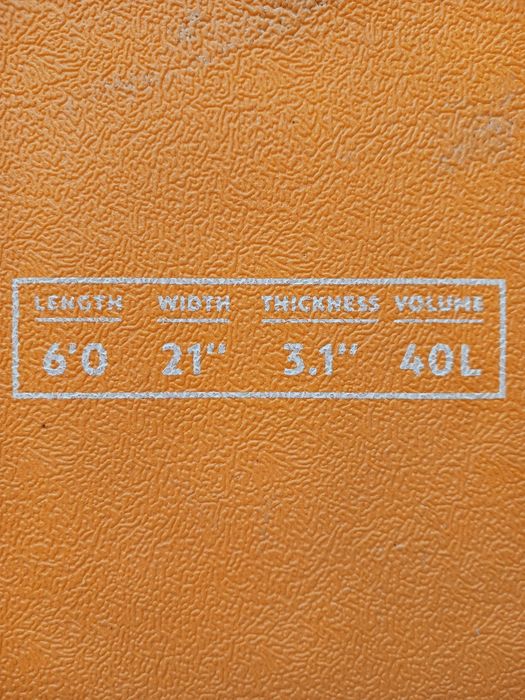 LENGTH WIDTH THICKNESS VOLUME
6'0 21" 3.1" 40L